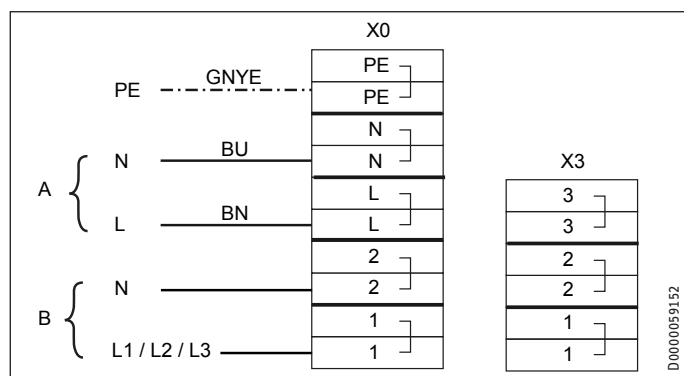 X0
PE
GNYE
PE
PE
N
A
N
BU
N
X3
L
3
L
BN
L
3
2
2
N
2
2
B
1
1
L1 / L2 / L3
1
1
D0000059152